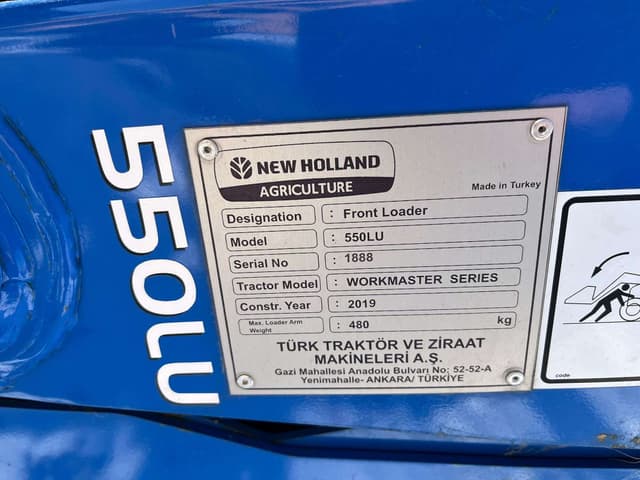 550LU
NEW HOLLAND
AGRICULTURE
Made in Turkey
Designation : Front Loader
Model : 550LU
Serial No : 1888
Tractor Model : WORKMASTER SERIES
Constr. Year : 2019
Max. Loader Arm Weight : 480 kg
TÜRK TRAKTÖR VE ZİRAAT
MAKİNELERİ A.Ş.
Gazi Mahallesi Anadolu Bulvarı No: 52-52-A
Yenimahalle- ANKARA/ TÜRKİYE
code